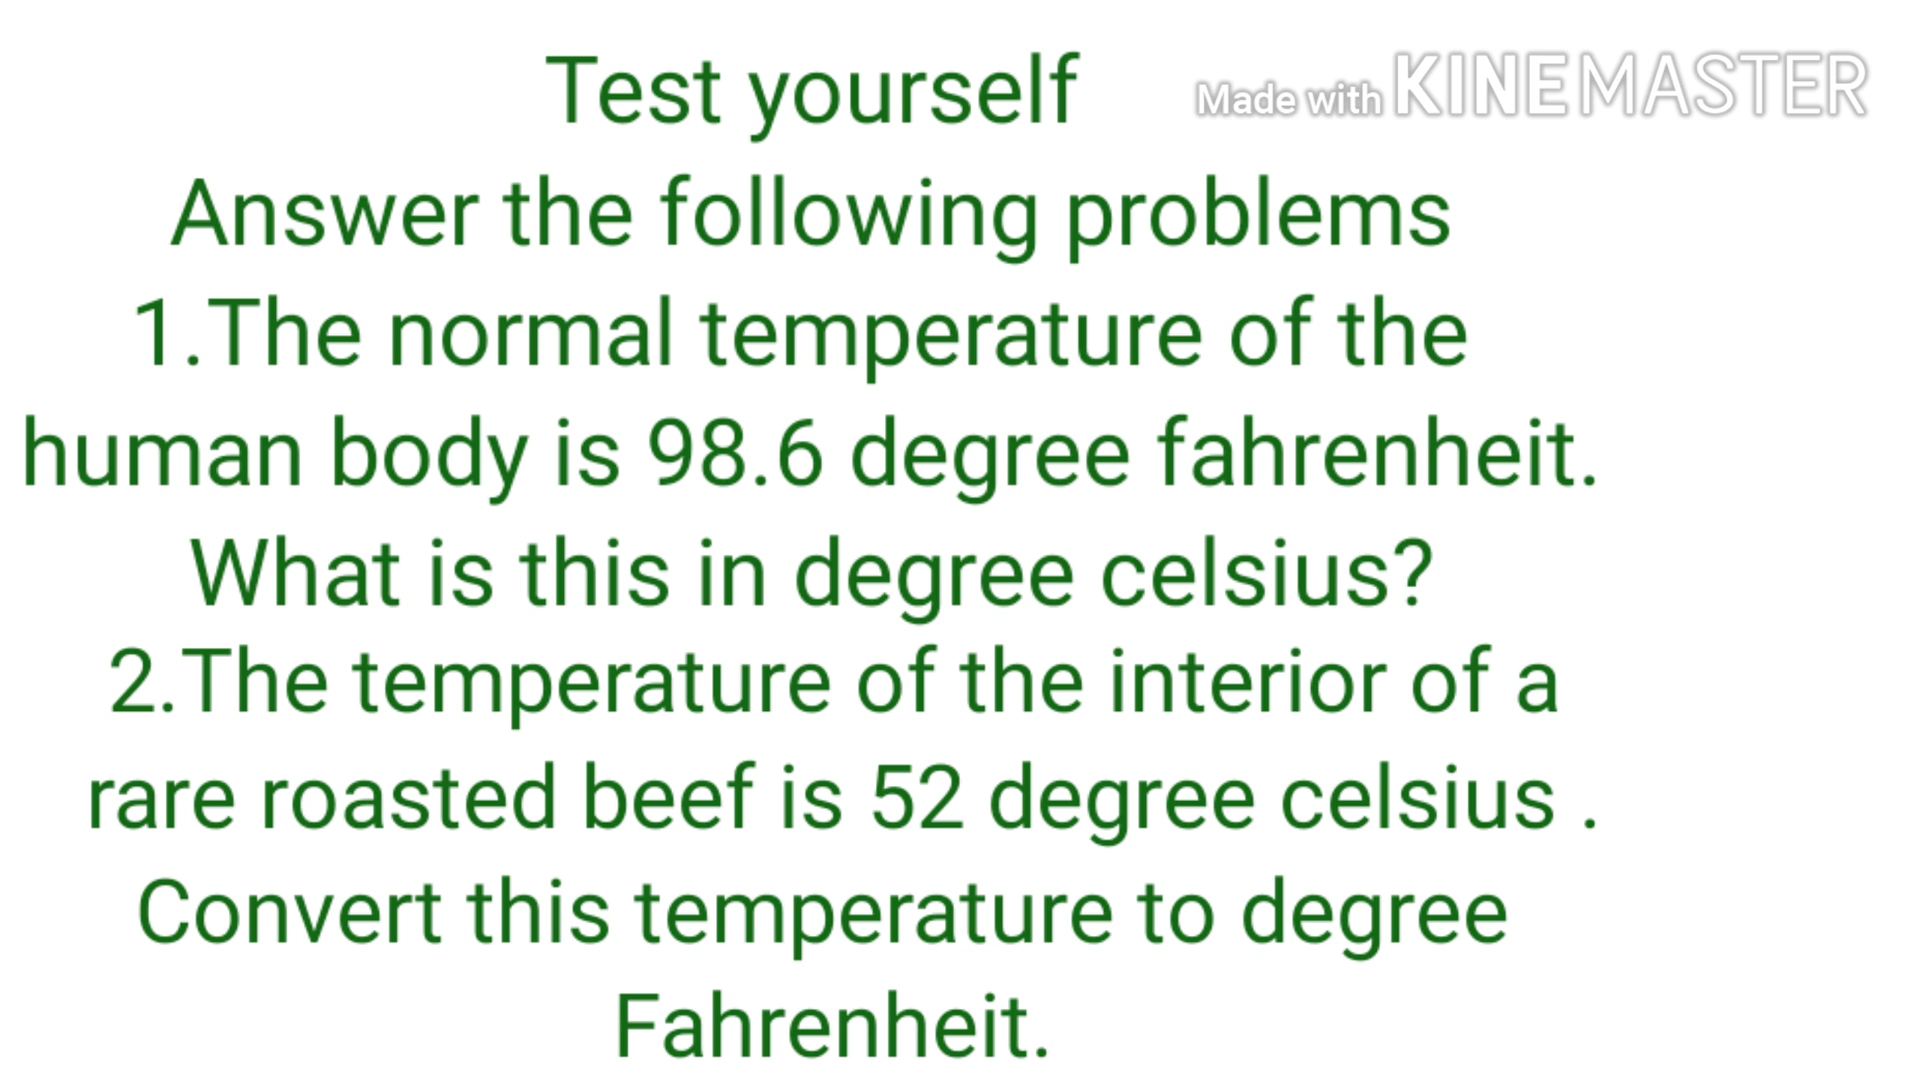 Test yourself
Made with KINEMASTER
Answer the following problems
1.The normal temperature of the
human body is 98.6 degree fahrenheit.
What is this in degree celsius?
2.The temperature of the interior of a
rare roasted beef is 52 degree celsius .
Convert this temperature to degree
Fahrenheit.